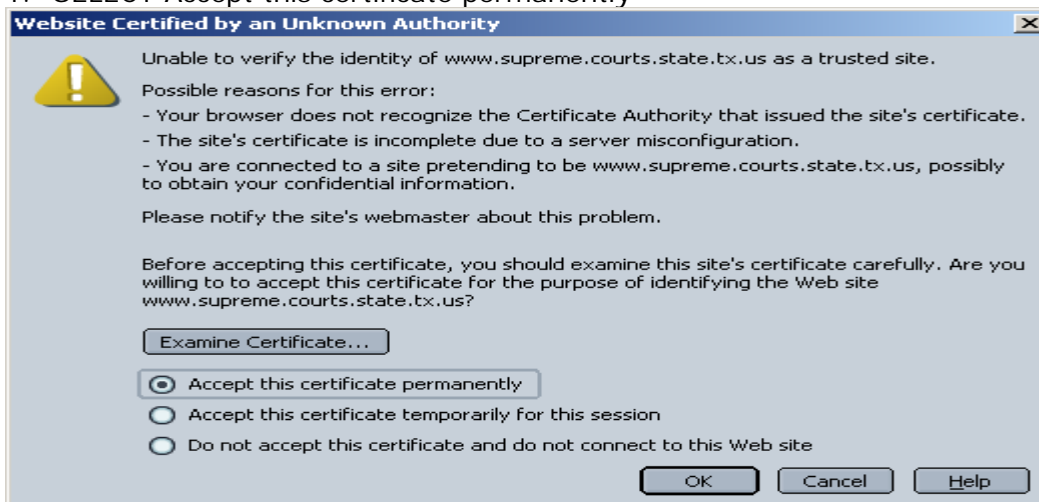 1. SELECT Accept this certificate permanently
Website Certified by an Unknown Authority
Unable to verify the identity of www.supreme.courts.state.tx.us as a trusted site.
Possible reasons for this error:
- Your browser does not recognize the Certificate Authority that issued the site's certificate.
- The site's certificate is incomplete due to a server misconfiguration.
- You are connected to a site pretending to be www.supreme.courts.state.tx.us, possibly
to obtain your confidential information.
Please notify the site's webmaster about this problem.
Before accepting this certificate, you should examine this site's certificate carefully. Are you
willing to to accept this certificate for the purpose of identifying the Web site
www.supreme.courts.state.tx.us?
Examine Certificate...
Accept this certificate permanently
Accept this certificate temporarily for this session
Do not accept this certificate and do not connect to this Web site
OK Cancel Help